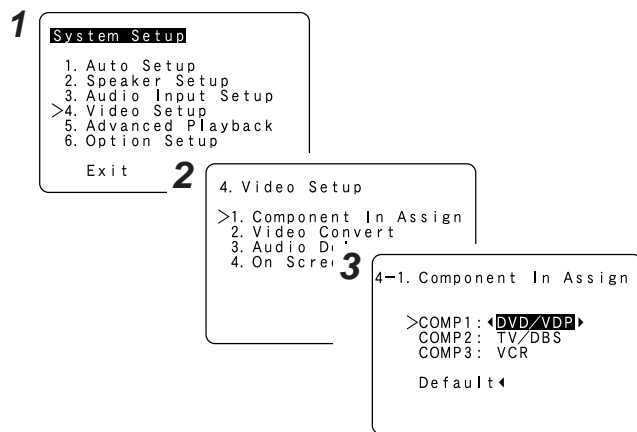 1
System Setup
1. Auto Setup
2. Speaker Setup
3. Audio Input Setup
>4. Video Setup
5. Advanced Playback
6. Option Setup
Exit
2
4. Video Setup
>1. Component In Assign
2. Video Convert
3. Audio
4. On
3
4-1. Component In Assign
>COMP1: ◀DVD/VDP▶
COMP2: TV/DBS
COMP3: VCR
Default◀